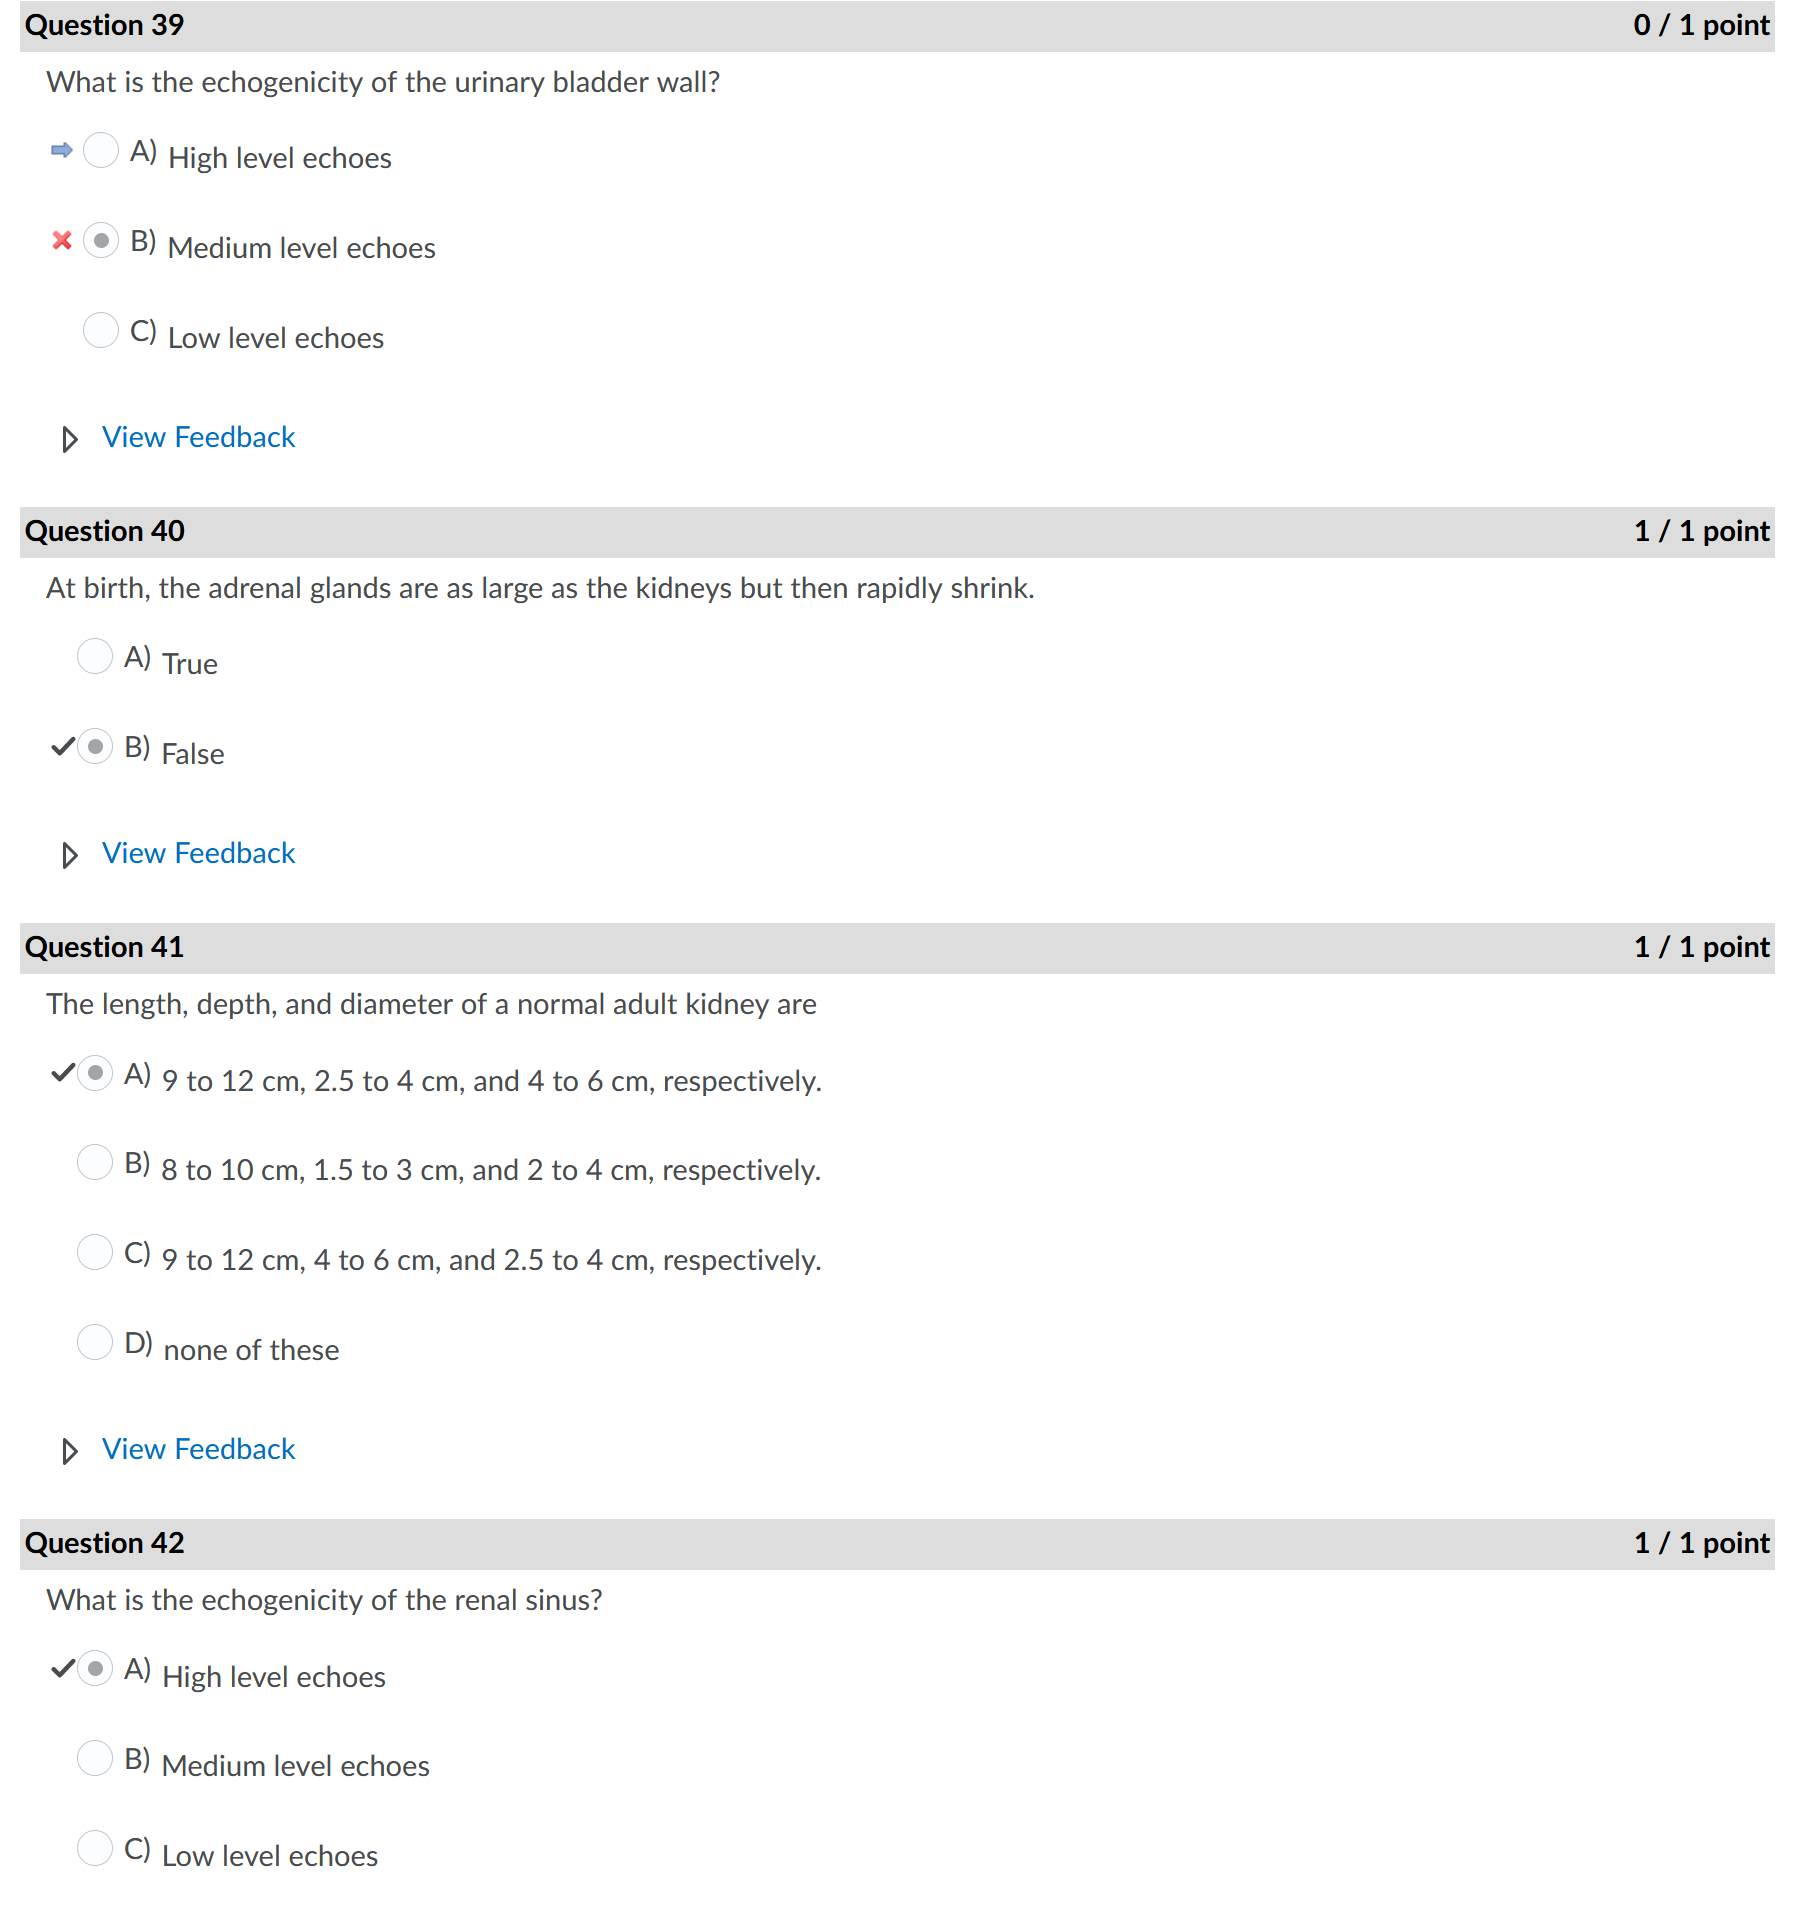 Question 39 0 / 1 point
What is the echogenicity of the urinary bladder wall?
A) High level echoes
B) Medium level echoes
C) Low level echoes
View Feedback
Question 40 1 / 1 point
At birth, the adrenal glands are as large as the kidneys but then rapidly shrink.
A) True
B) False
View Feedback
Question 41 1 / 1 point
The length, depth, and diameter of a normal adult kidney are
A) 9 to 12 cm, 2.5 to 4 cm, and 4 to 6 cm, respectively.
B) 8 to 10 cm, 1.5 to 3 cm, and 2 to 4 cm, respectively.
C) 9 to 12 cm, 4 to 6 cm, and 2.5 to 4 cm, respectively.
D) none of these
View Feedback
Question 42 1 / 1 point
What is the echogenicity of the renal sinus?
A) High level echoes
B) Medium level echoes
C) Low level echoes